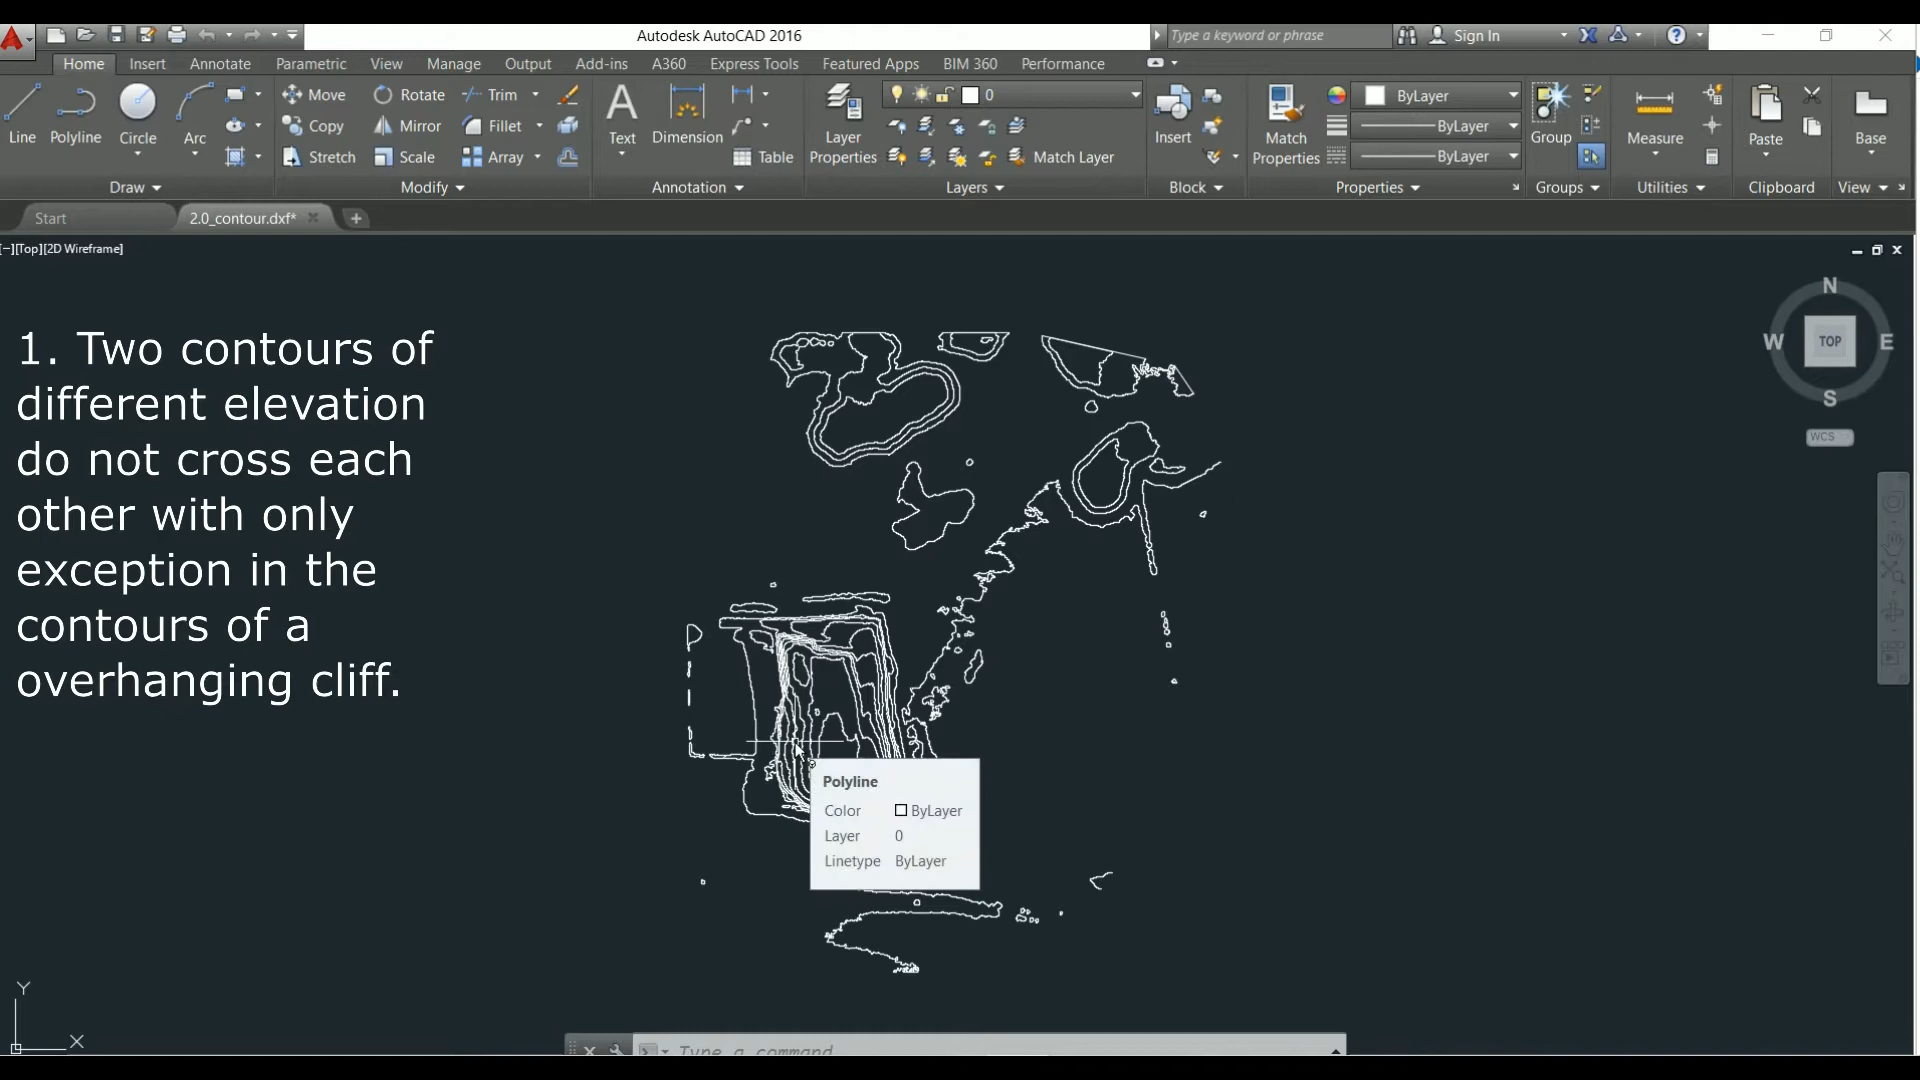 Autodesk AutoCAD 2016
Type a keyword or phrase
Sign In
Home Insert Annotate Parametric View Manage Output Add-ins A360 Express Tools Featured Apps BIM 360 Performance
Line
Polyline
Circle
Arc
Draw
Move
Rotate
Trim
Copy
Mirror
Fillet
Stretch
Scale
Array
Modify
Text
Dimension
Table
Annotation
Layer
Properties
0
Match Layer
Layers
Insert
Block
Match
Properties
ByLayer
ByLayer
ByLayer
Properties
Group
Groups
Measure
Utilities
Paste
Clipboard
Base
View
Start
2.0_contour.dxf*
[−][Top][2D Wireframe]
N
W
TOP
E
S
WCS
1. Two contours of
different elevation
do not cross each
other with only
exception in the
contours of a
overhanging cliff.
Polyline
Color ByLayer
Layer 0
Linetype ByLayer
Y
X
Type a command